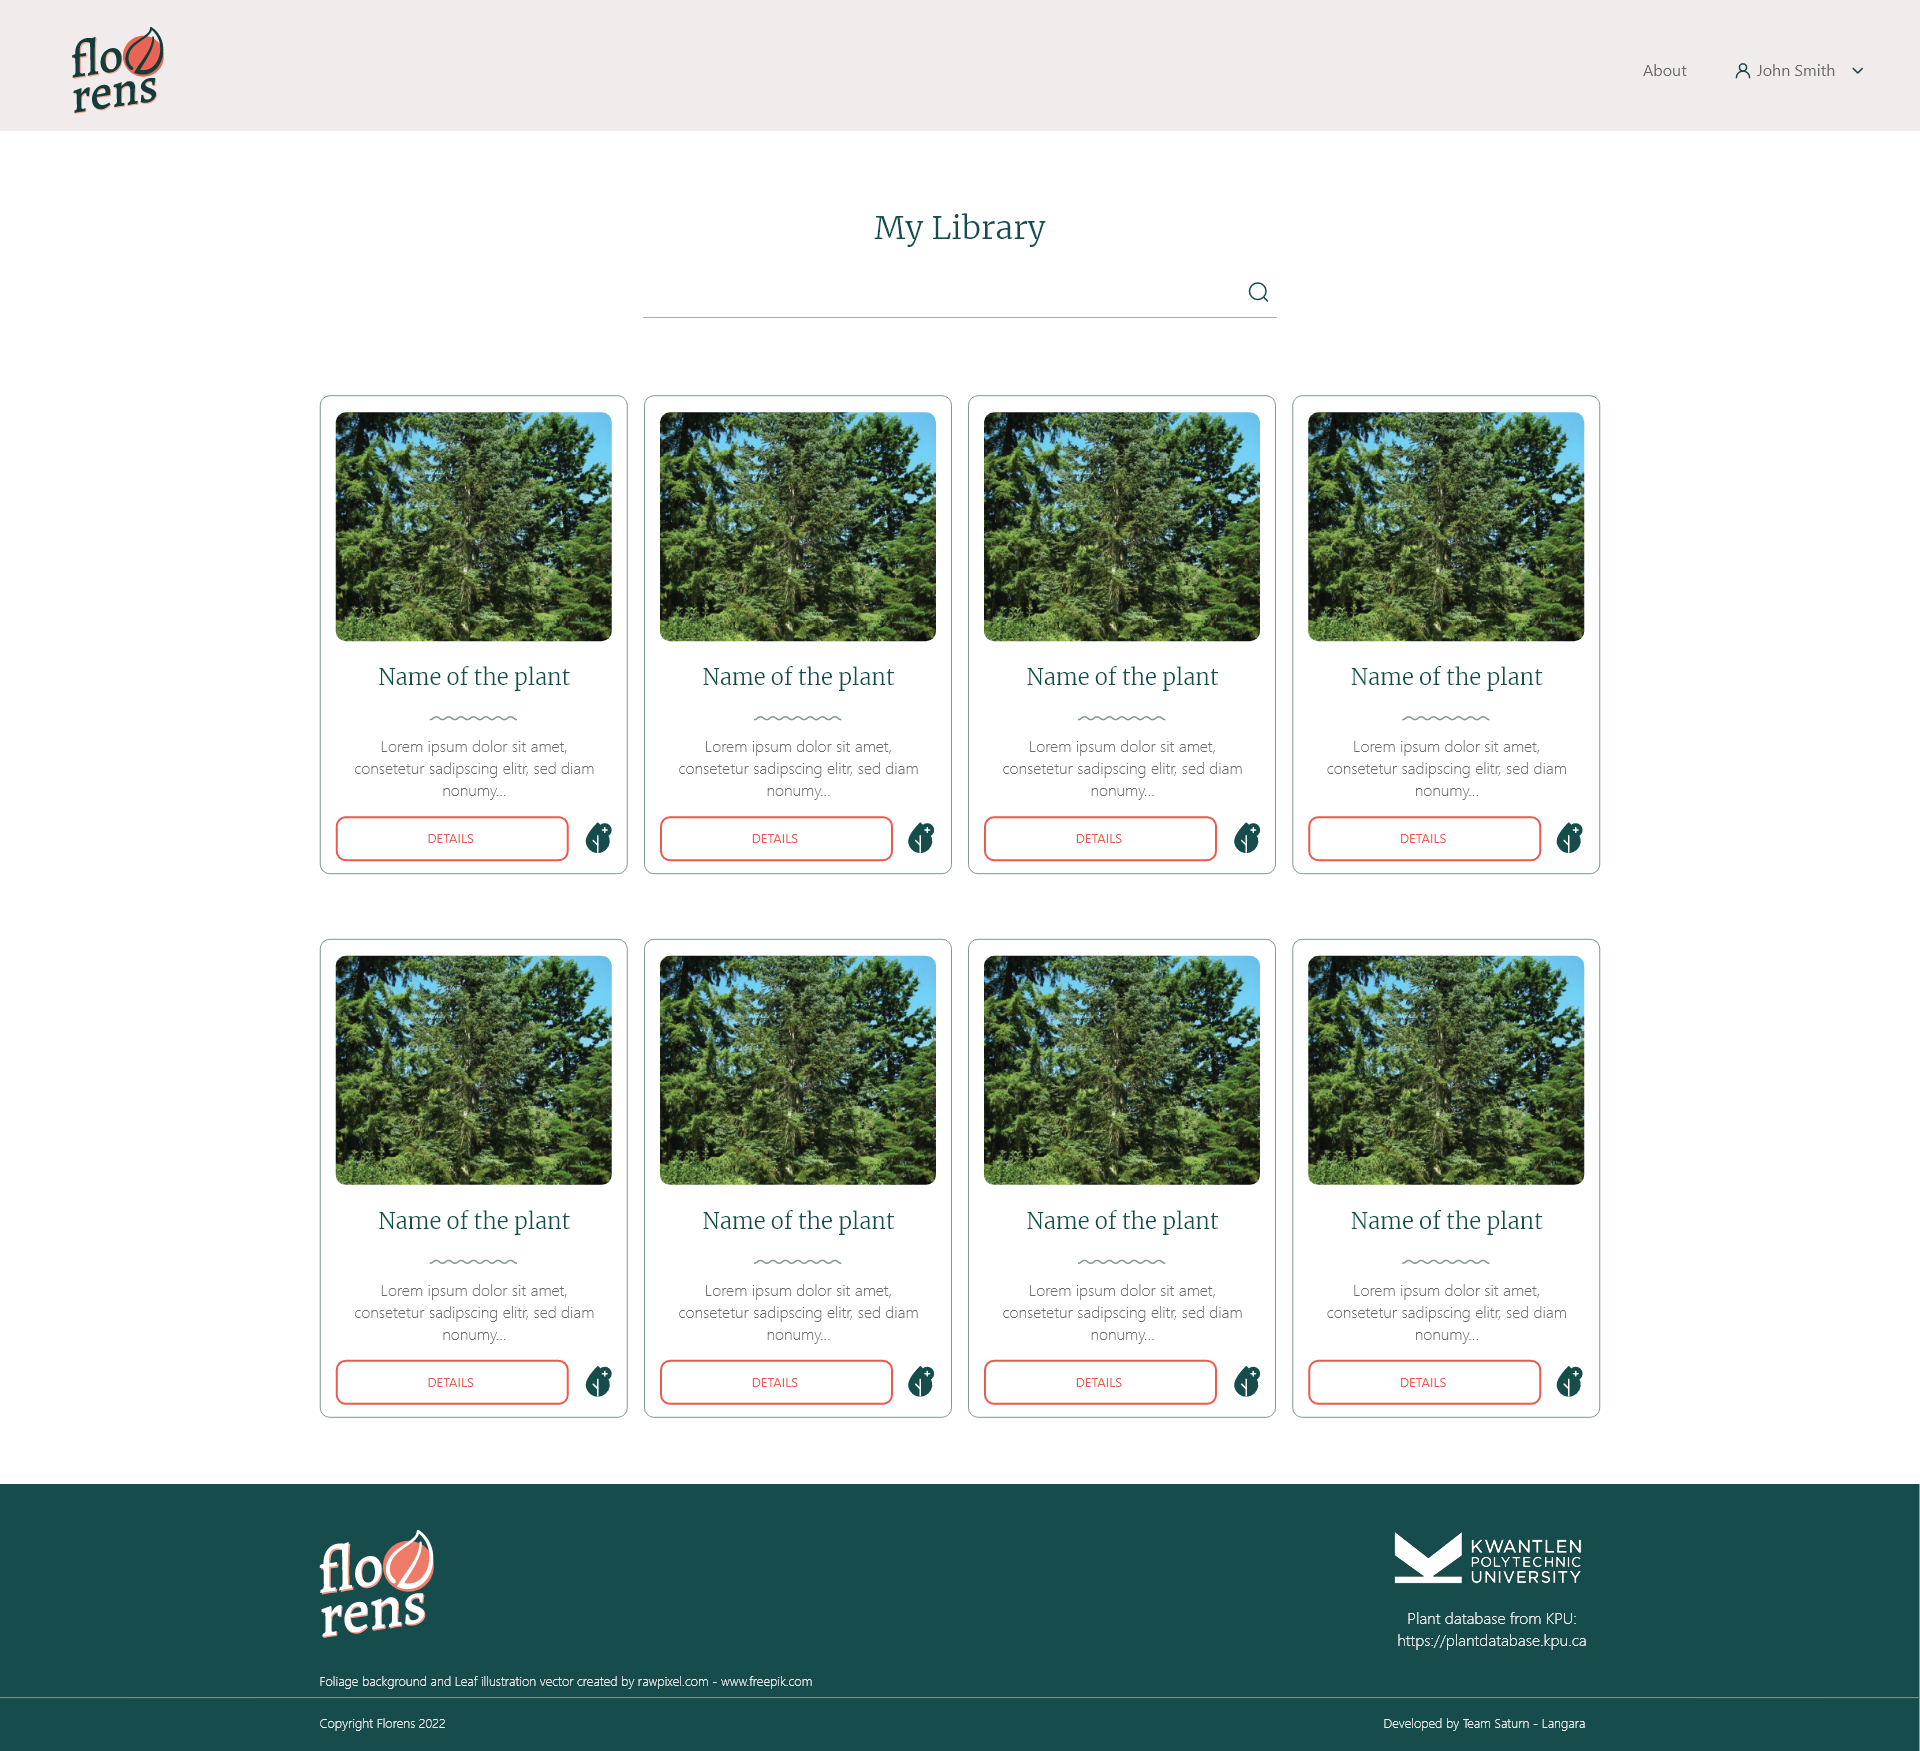 flo
rens
About
John Smith
My Library
Name of the plant
Lorem ipsum dolor sit amet,
consetetur sadipscing elitr, sed diam
nonumy...
DETAILS
Name of the plant
Lorem ipsum dolor sit amet,
consetetur sadipscing elitr, sed diam
nonumy...
DETAILS
Name of the plant
Lorem ipsum dolor sit amet,
consetetur sadipscing elitr, sed diam
nonumy...
DETAILS
Name of the plant
Lorem ipsum dolor sit amet,
consetetur sadipscing elitr, sed diam
nonumy...
DETAILS
Name of the plant
Lorem ipsum dolor sit amet,
consetetur sadipscing elitr, sed diam
nonumy...
DETAILS
Name of the plant
Lorem ipsum dolor sit amet,
consetetur sadipscing elitr, sed diam
nonumy...
DETAILS
Name of the plant
Lorem ipsum dolor sit amet,
consetetur sadipscing elitr, sed diam
nonumy...
DETAILS
Name of the plant
Lorem ipsum dolor sit amet,
consetetur sadipscing elitr, sed diam
nonumy...
DETAILS
flo
rens
KWANTLEN
POLYTECHNIC
UNIVERSITY
Plant database from KPU:
https://plantdatabase.kpu.ca
Foliage background and Leaf illustration vector created by rawpixel.com - www.freepik.com
Copyright Florens 2022
Developed by Team Saturn - Langara